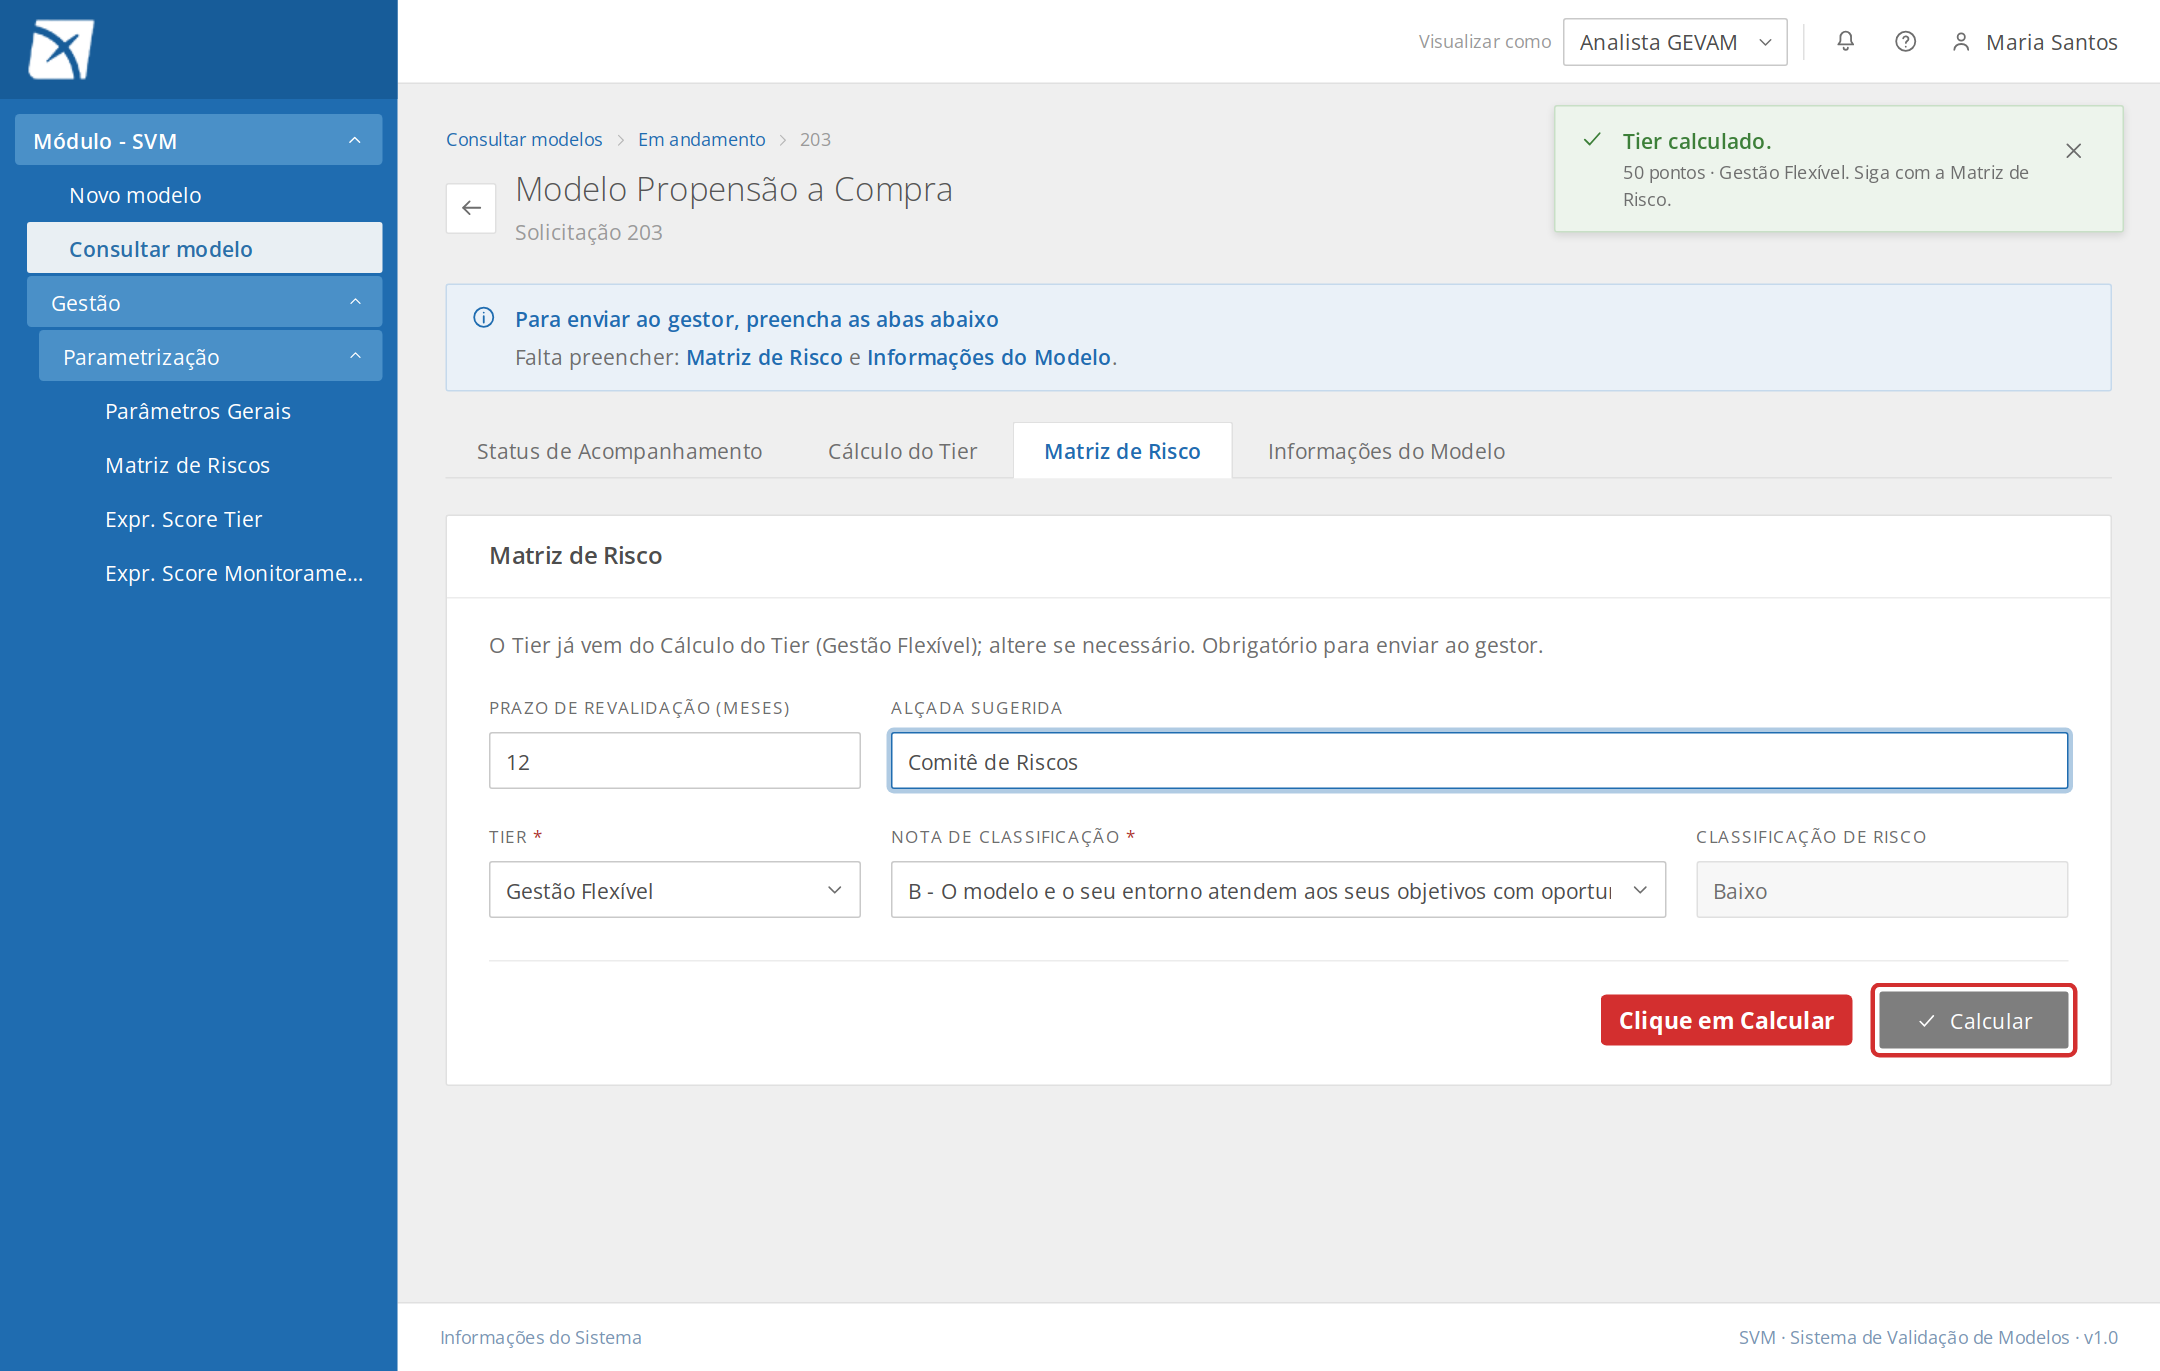 Visualizar como
Analista GEVAM
Maria Santos
Módulo - SVM
Novo modelo
Consultar modelo
Gestão
Parametrização
Parâmetros Gerais
Matriz de Riscos
Expr. Score Tier
Expr. Score Monitorame...
Consultar modelos > Em andamento > 203
Modelo Propensão a Compra
Solicitação 203
Tier calculado.
50 pontos · Gestão Flexível. Siga com a Matriz de
Risco.
Para enviar ao gestor, preencha as abas abaixo
Falta preencher: Matriz de Risco e Informações do Modelo.
Status de Acompanhamento
Cálculo do Tier
Matriz de Risco
Informações do Modelo
Matriz de Risco
O Tier já vem do Cálculo do Tier (Gestão Flexível); altere se necessário. Obrigatório para enviar ao gestor.
PRAZO DE REVALIDAÇÃO (MESES)
12
ALÇADA SUGERIDA
Comitê de Riscos
TIER *
Gestão Flexível
NOTA DE CLASSIFICAÇÃO *
B - O modelo e o seu entorno atendem aos seus objetivos com
CLASSIFICAÇÃO DE RISCO
Baixo
Clique em Calcular
Calcular
Informações do Sistema
SVM · Sistema de Validação de Modelos · v1.0